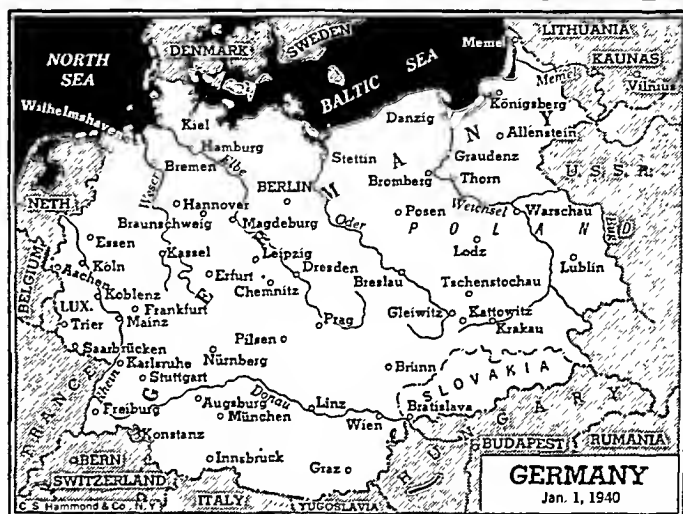 NORTH
SEA
DENMARK
SWEDEN
BALTIC SEA
Memel
LITHUANIA
KAUNAS
Vilnius
Memel
Wilhelmshaven
Kiel
Hamburg
Elbe
Bremen
Weser
Danzig
Königsberg
Allenstein
Stettin
Graudenz
Bromberg
Thorn
U. S. S. R.
NETH.
Hannover
BERLIN
Braunschweig
Magdeburg
Oder
Posen
Weichsel
Warschau
Bug
POLAND
Essen
Kassel
Leipzig
Lodz
Lublin
BELGIUM
Aachen
Köln
Erfurt
Dresden
Chemnitz
Breslau
Tschenstochau
Koblenz
LUX.
Frankfurt
Trier
Mainz
Prag
Gleiwitz
Kattowitz
Krakau
Pilsen
Saarbrücken
Nürnberg
Karlsruhe
Stuttgart
Brünn
SLOVAKIA
FRANCE
Rhein
Freiburg
Augsburg
München
Donau
Linz
Wien
Bratislava
Konstanz
BERN
SWITZERLAND
Innsbruck
Graz
HUNGARY
BUDAPEST
RUMANIA
ITALY
YUGOSLAVIA
GERMANY
GERMANY
Jan. 1, 1940
C. S. Hammond & Co., N. Y.